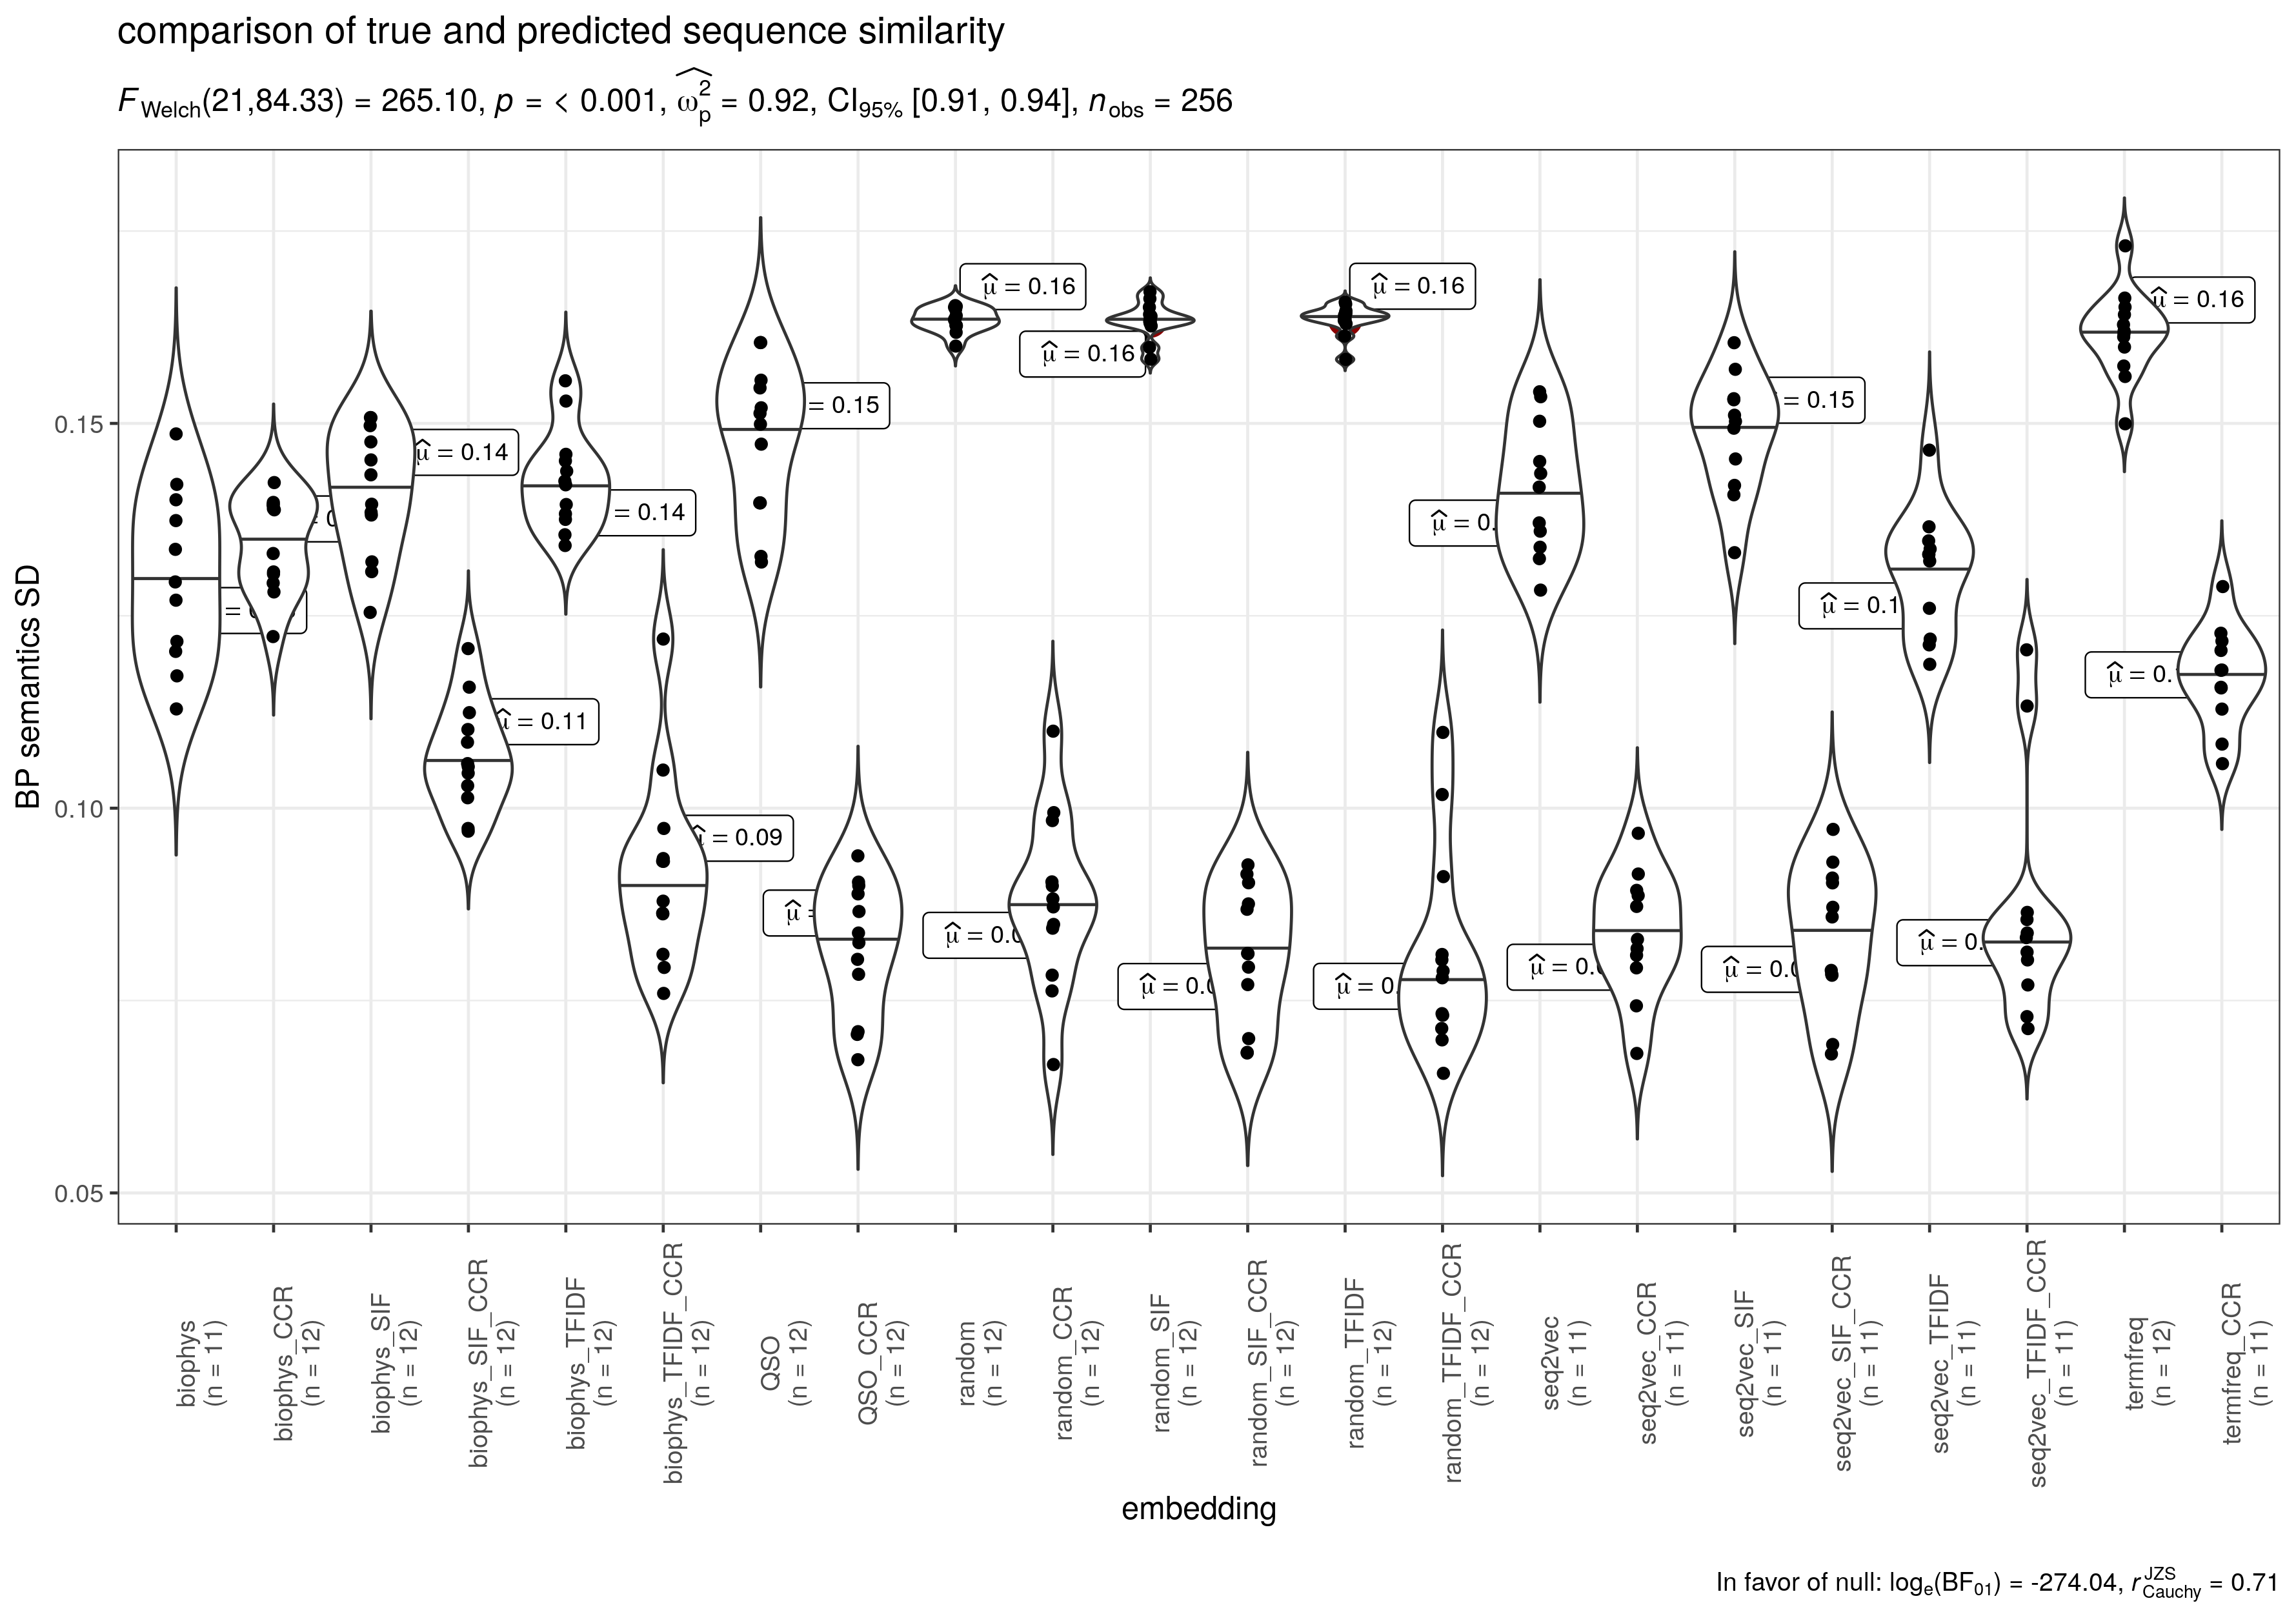 comparison of true and predicted sequence similarity
F Welch(21,84.33) = 265.10, p = < 0.001, ω̂²p = 0.92, CI95% [0.91, 0.94], nobs = 256
BP semantics SD
0.15
0.10
0.05
μ̂ = 0.16
μ̂ = 0.16
μ̂ = 0.16
μ̂ = 0.16
= 0.15
= 0.15
μ̂ = 0.14
= 0.14
μ̂ = 0.11
μ̂ = 0.09
biophys
(n = 11)
biophys_CCR
(n = 12)
biophys_SIF
(n = 12)
biophys_SIF_CCR
(n = 12)
biophys_TFIDF
(n = 12)
biophys_TFIDF_CCR
(n = 12)
QSO
(n = 12)
QSO_CCR
(n = 12)
random
(n = 12)
random_CCR
(n = 12)
random_SIF
(n = 12)
random_SIF_CCR
(n = 12)
random_TFIDF
(n = 12)
random_TFIDF_CCR
(n = 12)
seq2vec
(n = 11)
seq2vec_CCR
(n = 11)
seq2vec_SIF
(n = 11)
seq2vec_SIF_CCR
(n = 11)
seq2vec_TFIDF
(n = 11)
seq2vec_TFIDF_CCR
(n = 11)
termfreq
(n = 12)
termfreq_CCR
(n = 11)
embedding
In favor of null: loge(BF01) = -274.04, r JZS Cauchy = 0.71